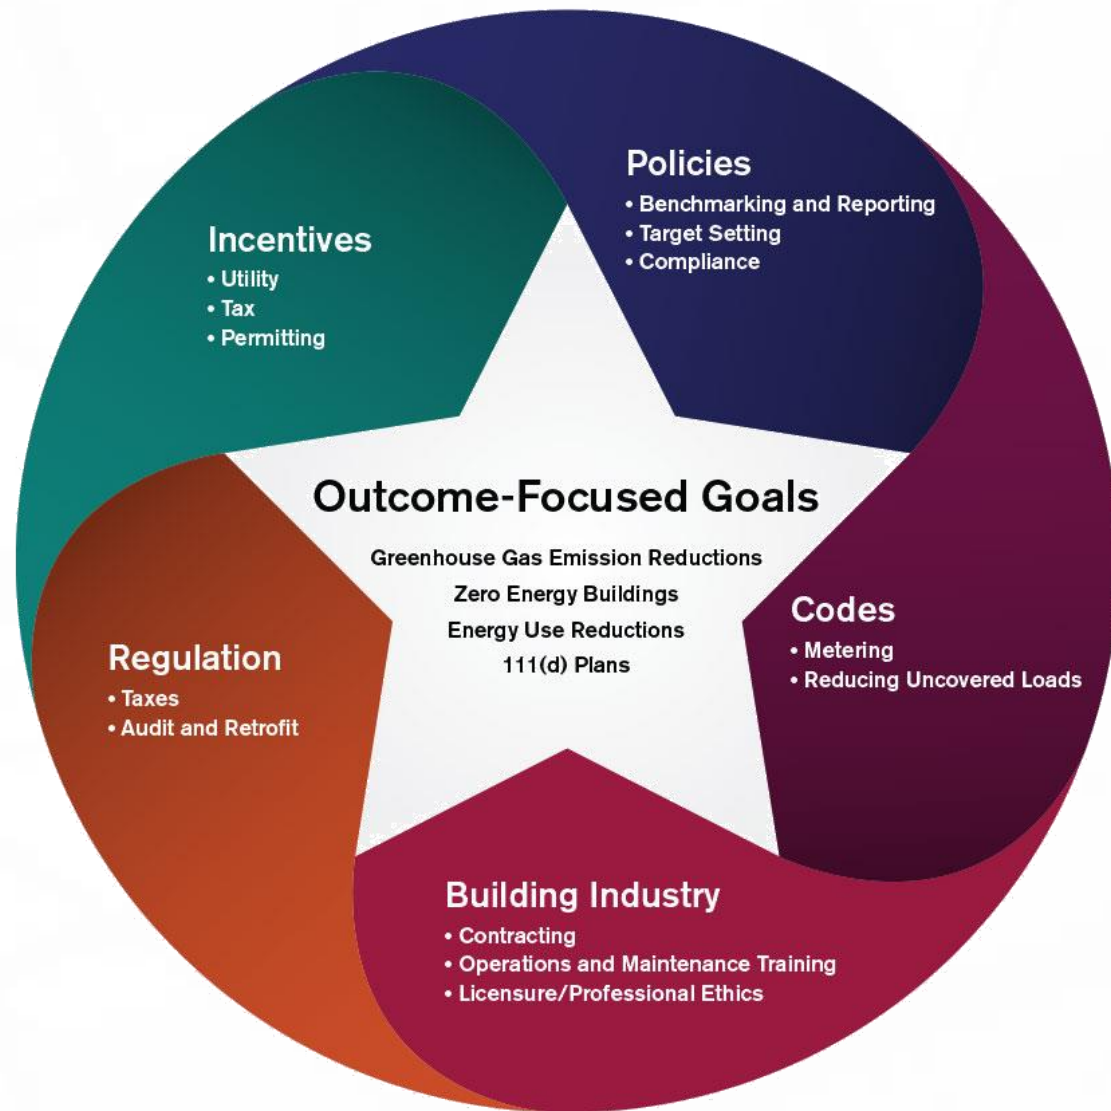 Policies
• Benchmarking and Reporting
• Target Setting
• Compliance
Incentives
• Utility
• Tax
• Permitting
Outcome-Focused Goals
Greenhouse Gas Emission Reductions
Zero Energy Buildings
Energy Use Reductions
111(d) Plans
Codes
• Metering
• Reducing Uncovered Loads
Regulation
• Taxes
• Audit and Retrofit
Building Industry
• Contracting
• Operations and Maintenance Training
• Licensure/Professional Ethics